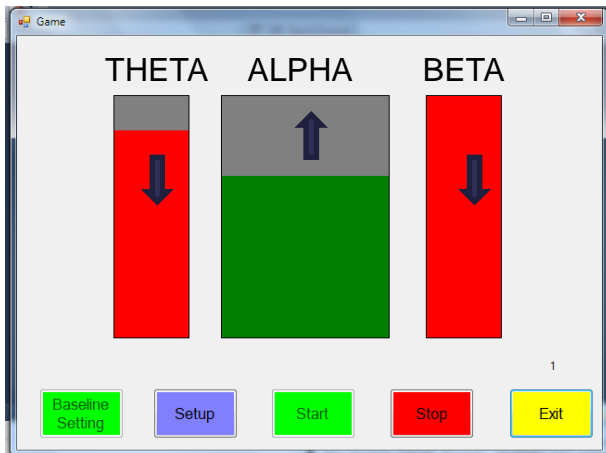 Game
THETA
ALPHA
BETA
1
Baseline
Setting
Setup
Start
Stop
Exit